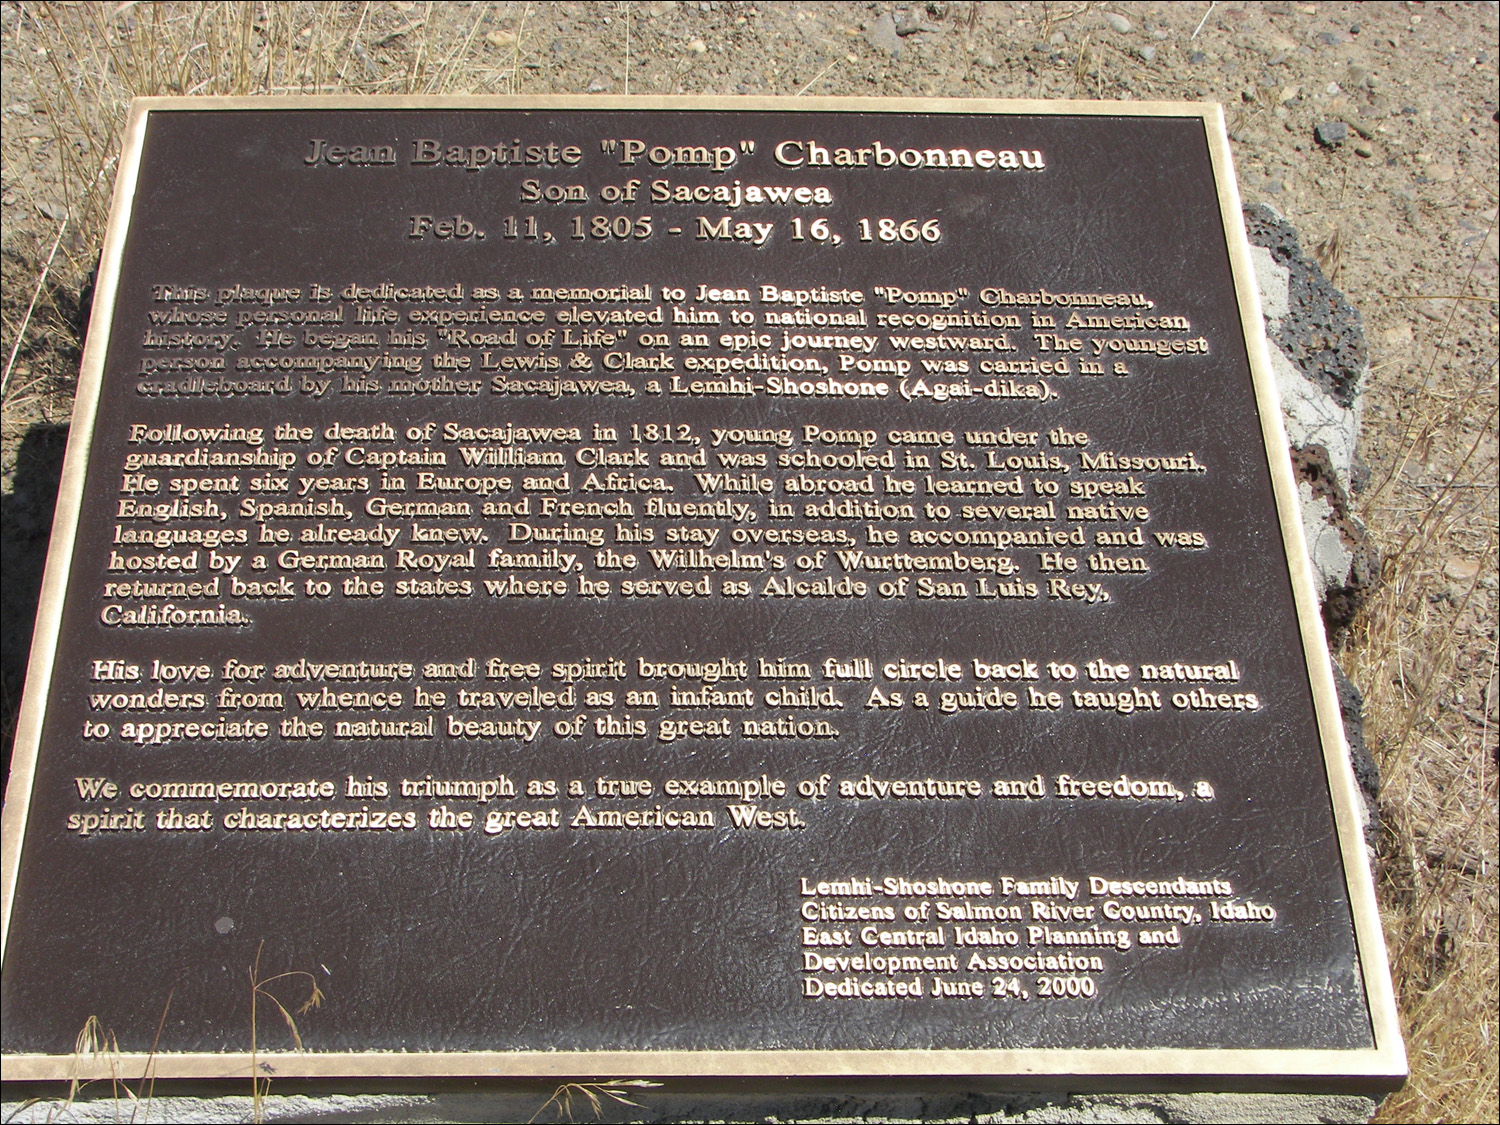 Jean Baptiste "Pomp" Charbonneau
Son of Sacajawea
Feb. 11, 1805 - May 16, 1866
This plaque is dedicated as a memorial to Jean Baptiste "Pomp" Charbonneau,
whose personal life experience elevated him to national recognition in American
history. He began his "Road of Life" on an epic journey westward. The youngest
person accompanying the Lewis & Clark expedition, Pomp was carried in a
cradleboard by his mother Sacajawea, a Lemhi-Shoshone (Agai-dika).
Following the death of Sacajawea in 1812, young Pomp came under the
guardianship of Captain William Clark and was schooled in St. Louis, Missouri.
He spent six years in Europe and Africa. While abroad he learned to speak
English, Spanish, German and French fluently, in addition to several native
languages he already knew. During his stay overseas, he accompanied and was
hosted by a German Royal family, the Wilhelm's of Wurttemberg. He then
returned back to the states where he served as Alcalde of San Luis Rey,
California.
His love for adventure and free spirit brought him full circle back to the natural
wonders from whence he traveled as an infant child. As a guide he taught others
to appreciate the natural beauty of this great nation.
We commemorate his triumph as a true example of adventure and freedom, a
spirit that characterizes the great American West.
Lemhi-Shoshone Family Descendants
Citizens of Salmon River Country, Idaho
East Central Idaho Planning and
Development Association
Dedicated June 24, 2000